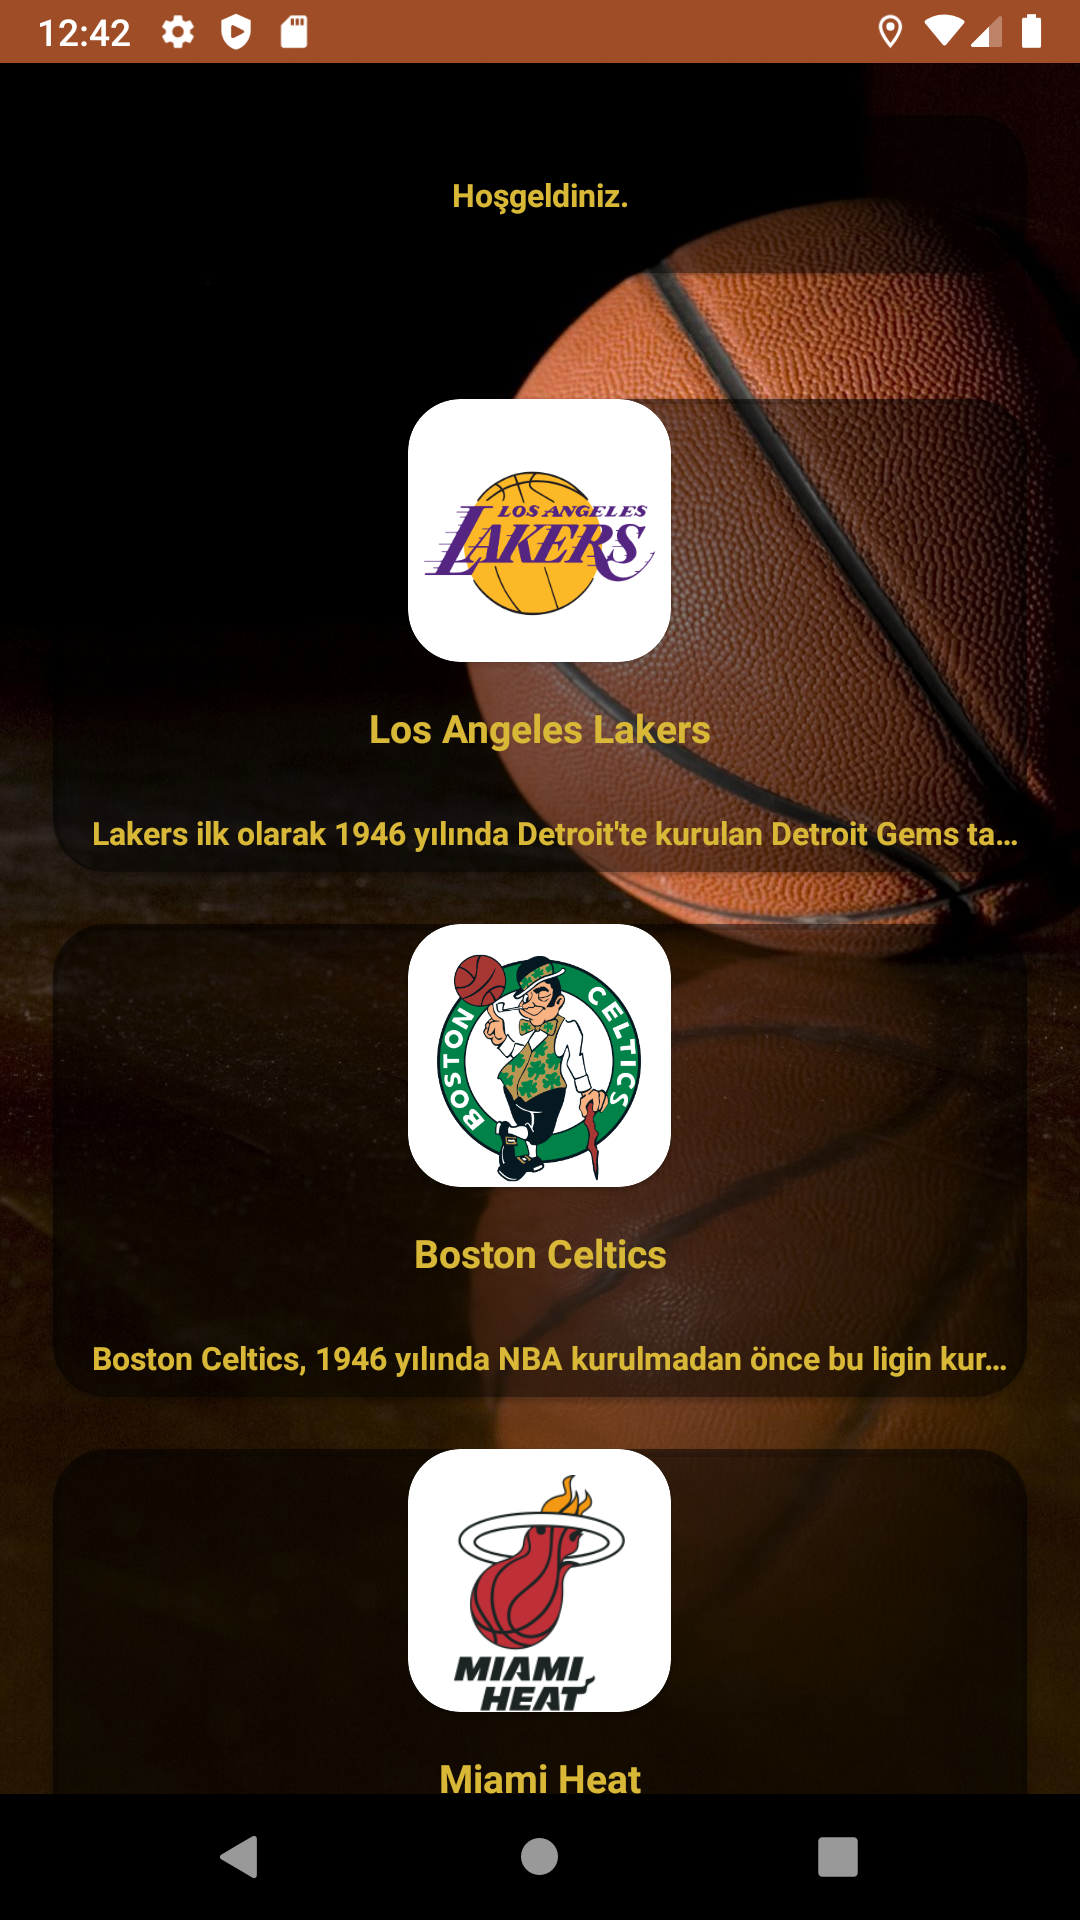 12:42
Hoşgeldiniz.
LOS ANGELES
LAKERS
Los Angeles Lakers
Lakers ilk olarak 1946 yılında Detroit'te kurulan Detroit Gems ta...
BOSTON CELTICS
Boston Celtics
Boston Celtics, 1946 yılında NBA kurulmadan önce bu ligin kur...
MIAMI
HEAT
Miami Heat